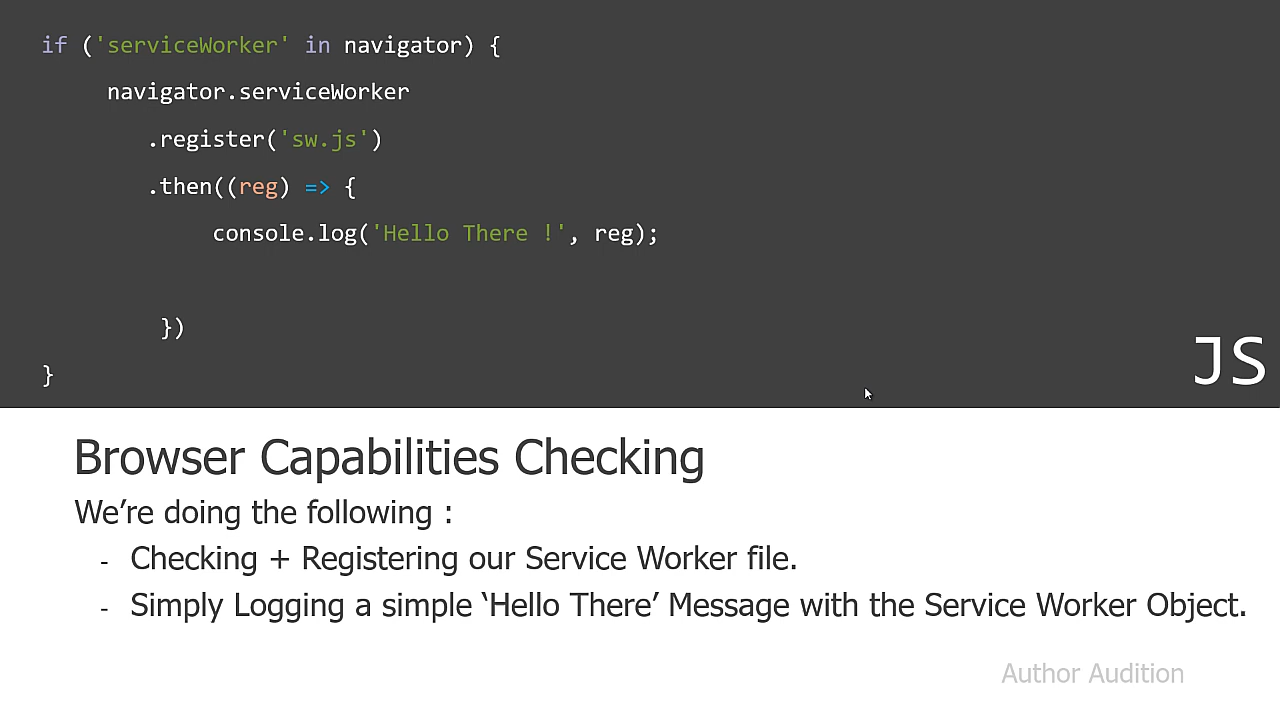 if ('serviceWorker' in navigator) {
navigator.serviceWorker
.register('sw.js')
.then((reg) => {
console.log('Hello There !', reg);
})
}
JS
Browser Capabilities Checking
We’re doing the following :
- Checking + Registering our Service Worker file.
- Simply Logging a simple ‘Hello There’ Message with the Service Worker Object.
Author Audition